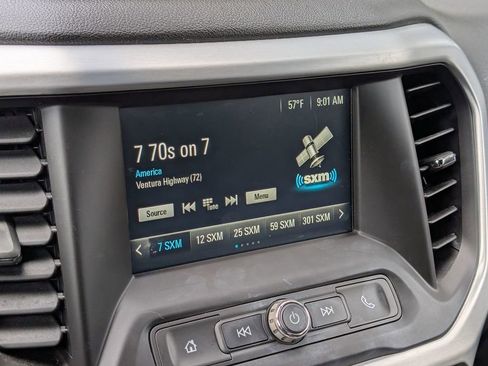 57°F 9:01 AM
7 70s on 7
America
Ventura Highway (72)
((sxm))
Source Tune Menu
7 SXM 12 SXM 25 SXM 59 SXM 301 SXM